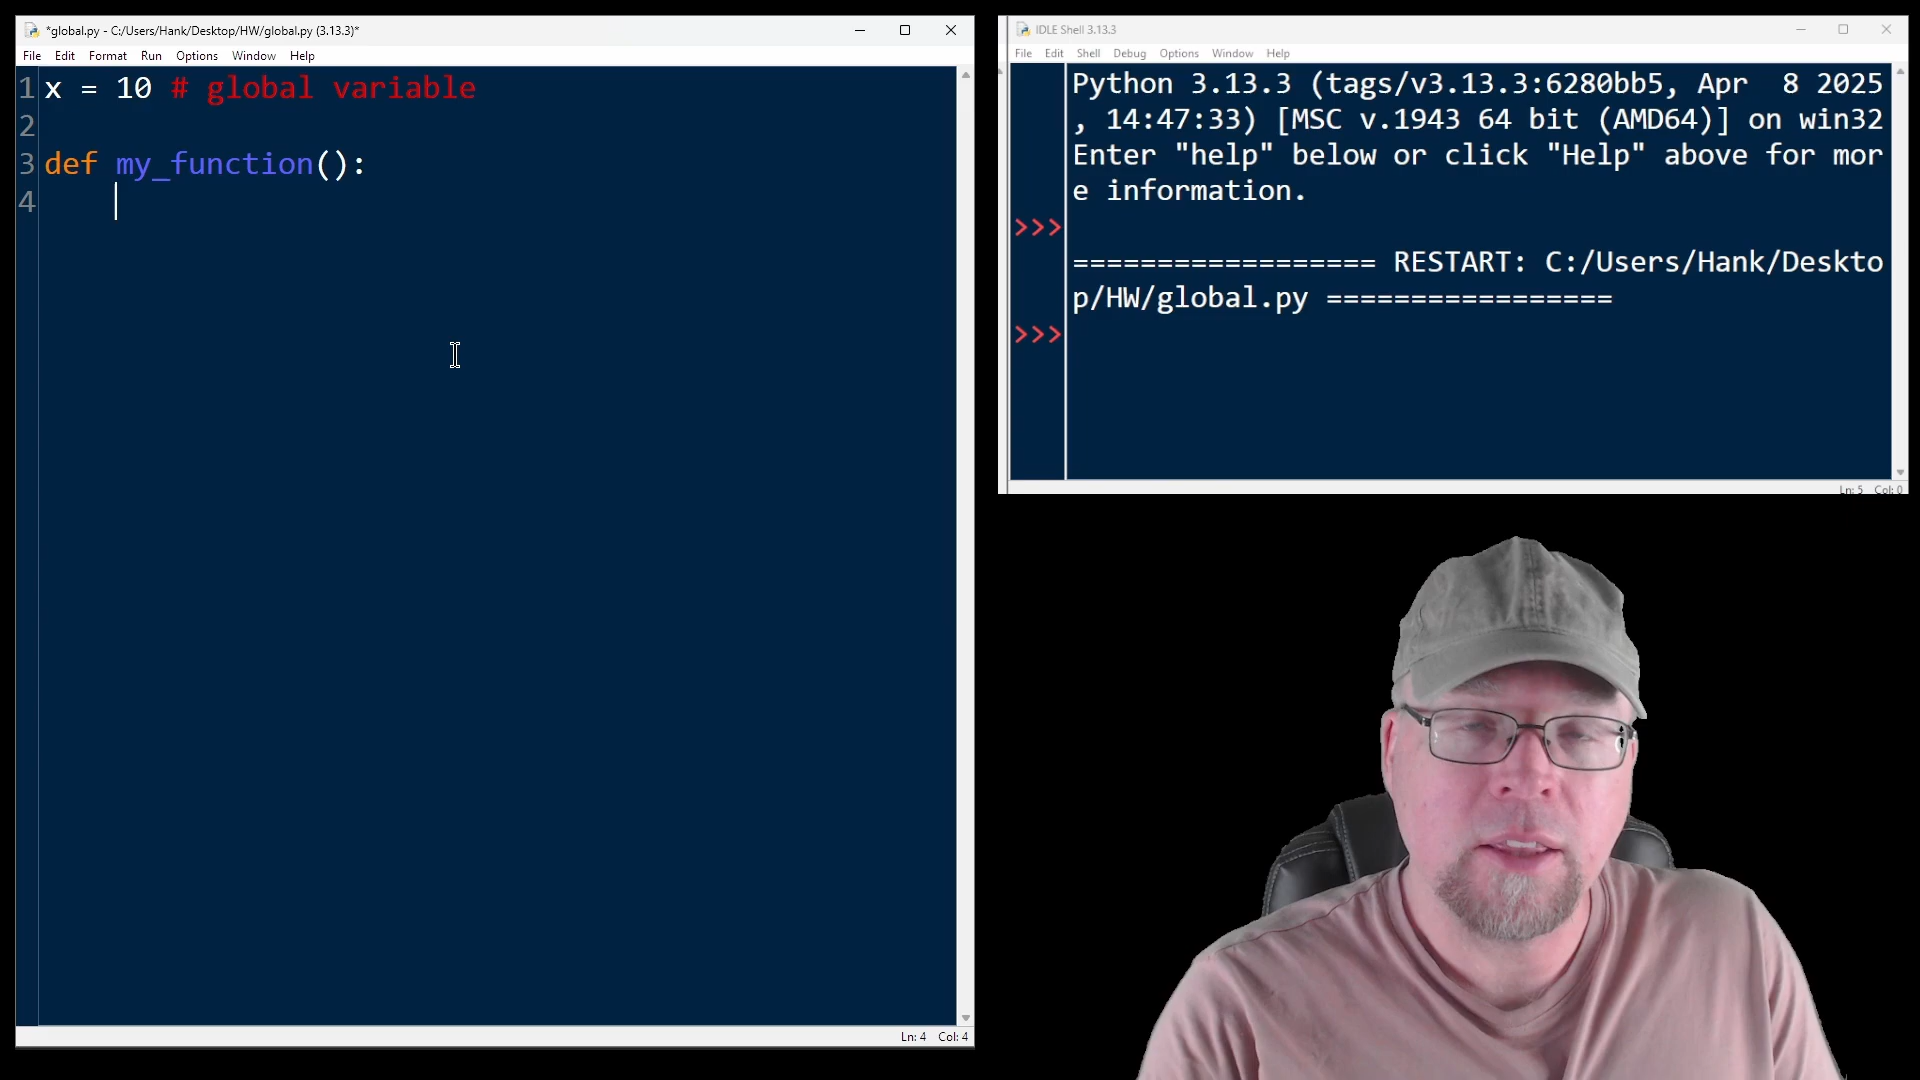 *global.py - C:/Users/Hank/Desktop/HW/global.py (3.13.3)*
File Edit Format Run Options Window Help
1 x = 10 # global variable
2
3 def my_function():
4
Ln: 4 Col: 4
IDLE Shell 3.13.3
File Edit Shell Debug Options Window Help
Python 3.13.3 (tags/v3.13.3:6280bb5, Apr  8 2025
, 14:47:33) [MSC v.1943 64 bit (AMD64)] on win32
Enter "help" below or click "Help" above for mor
e information.
>>>
================== RESTART: C:/Users/Hank/Deskto
p/HW/global.py =================
>>>
Ln: 5 Col: 0